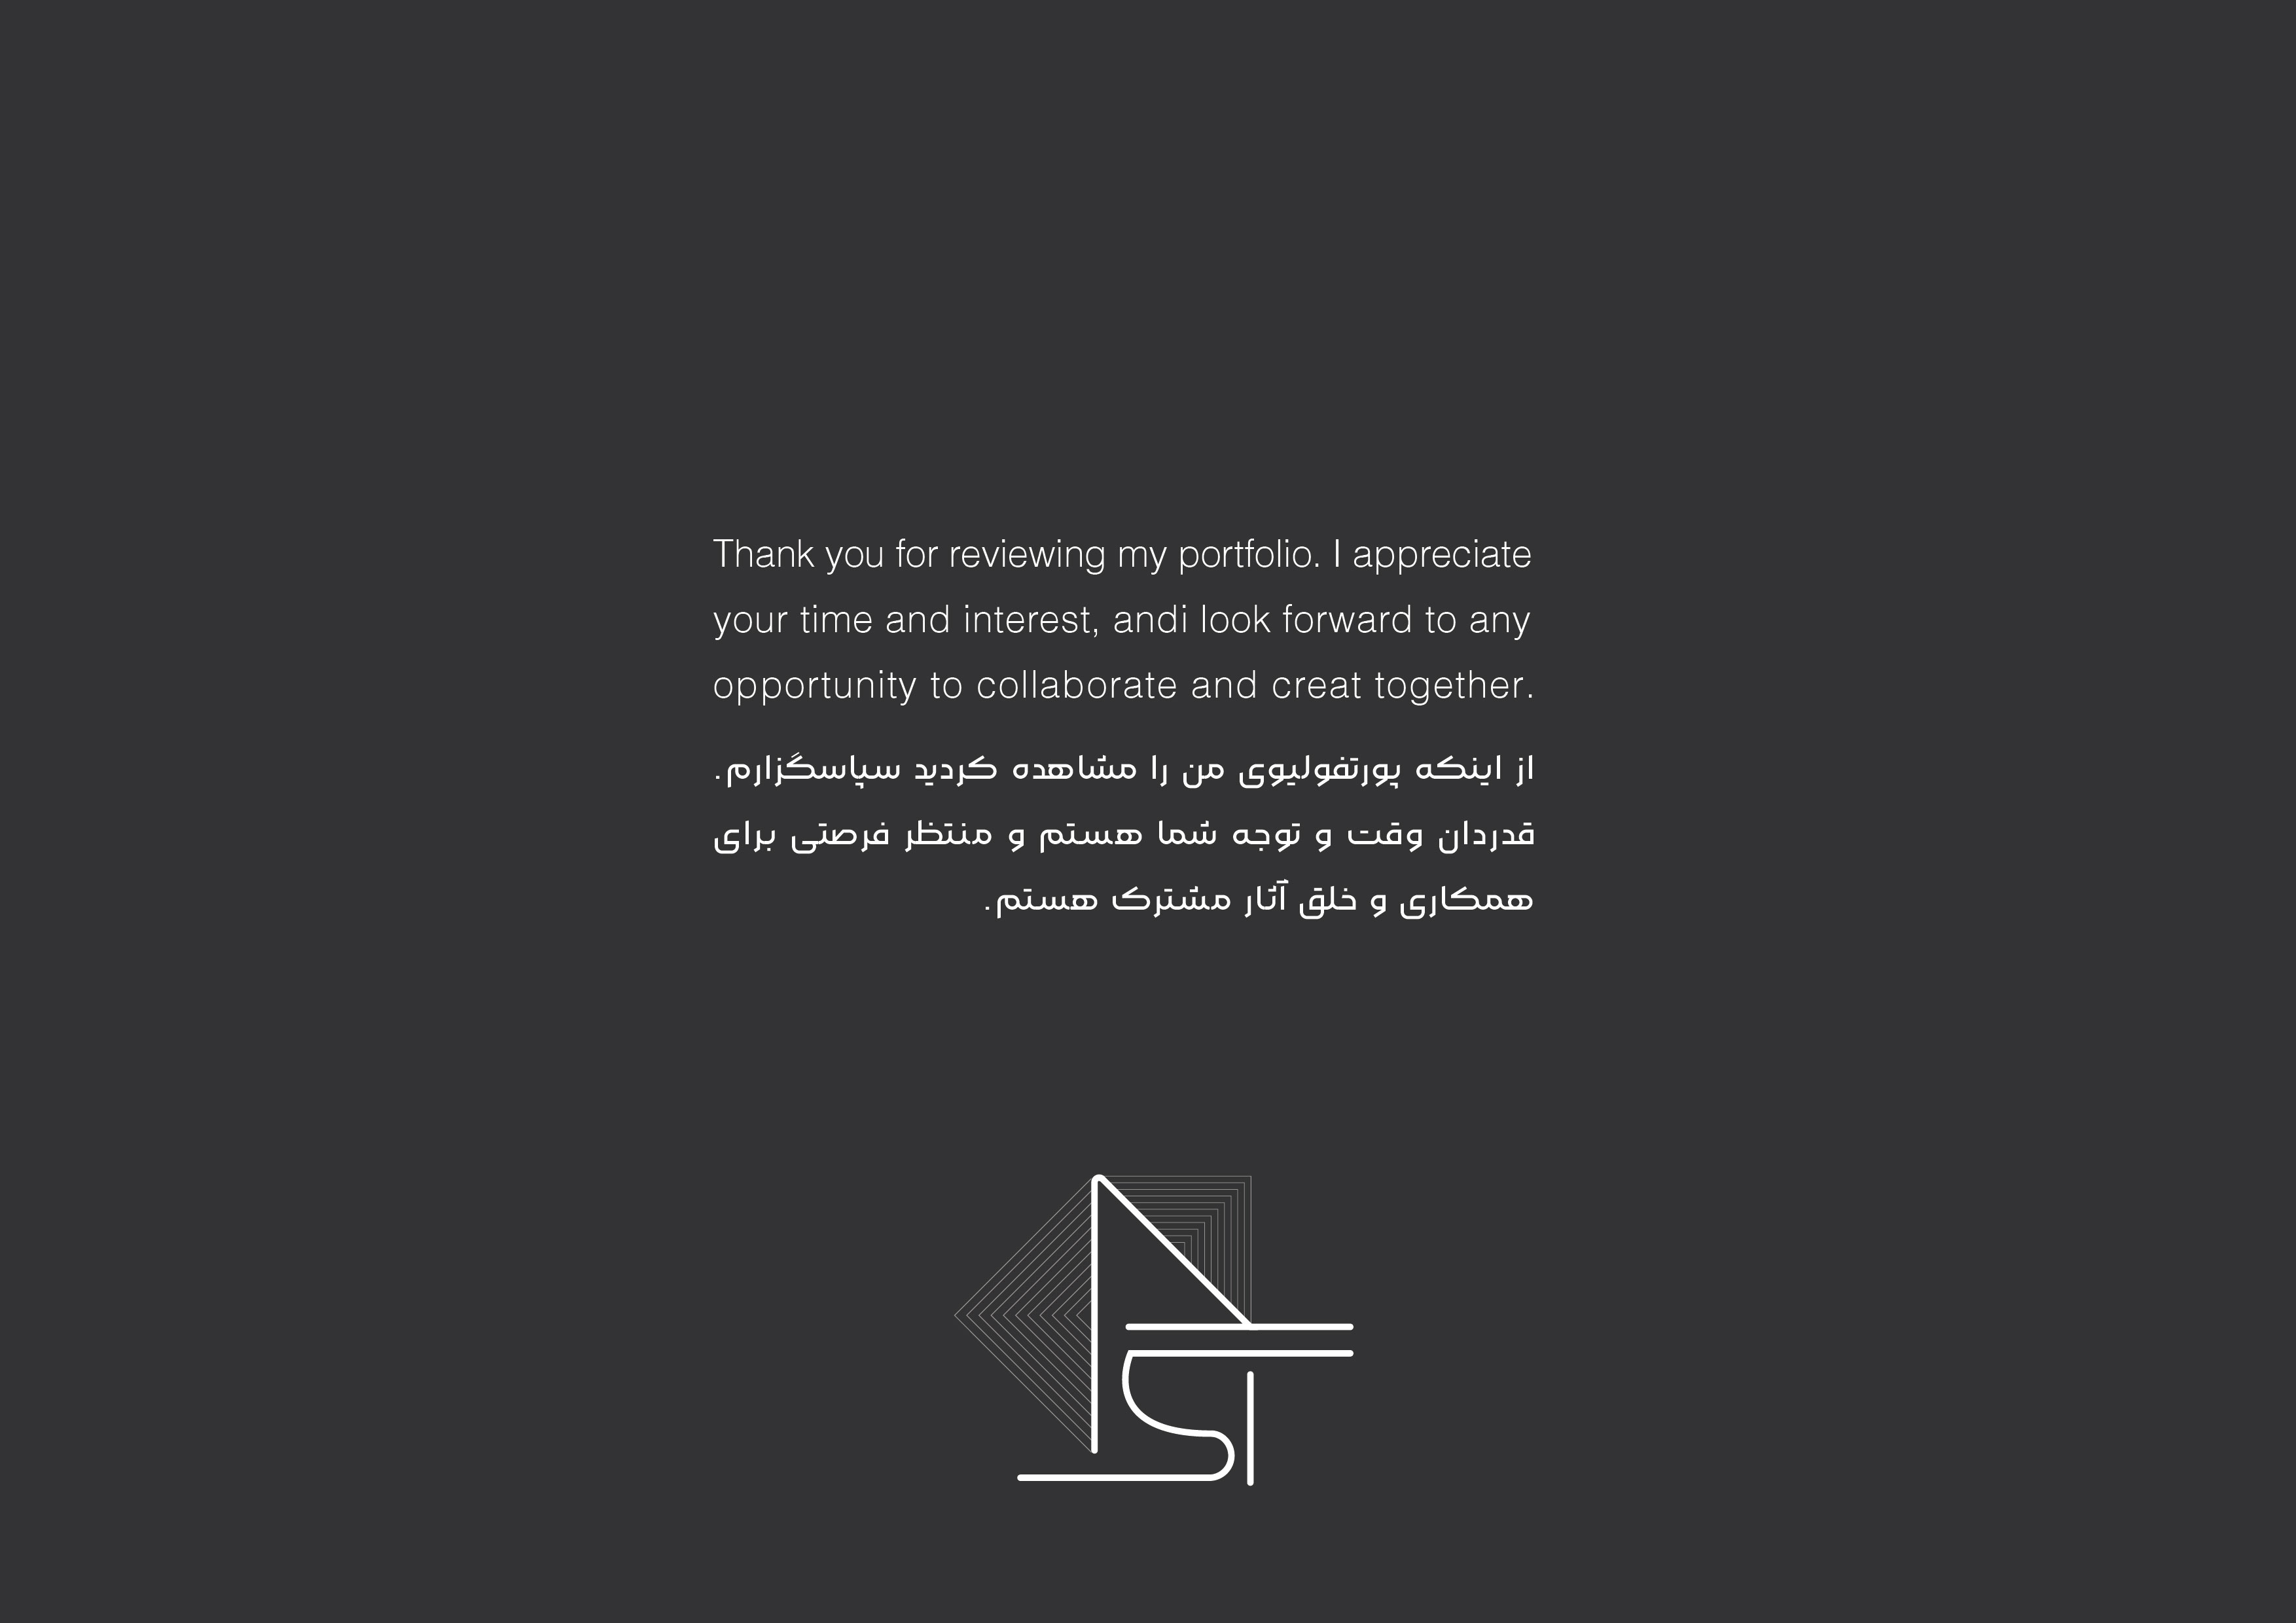 Thank you for reviewing my portfolio. I appreciate
your time and interest, andi look forward to any
opportunity to collaborate and creat together.
از اینکه پورتفولیوی من را مشاهده کردید سپاسگزارم.
قدردان وقت و توجه شما هستم و منتظر فرصتی برای
همکاری و خلق آثار مشترک هستم.